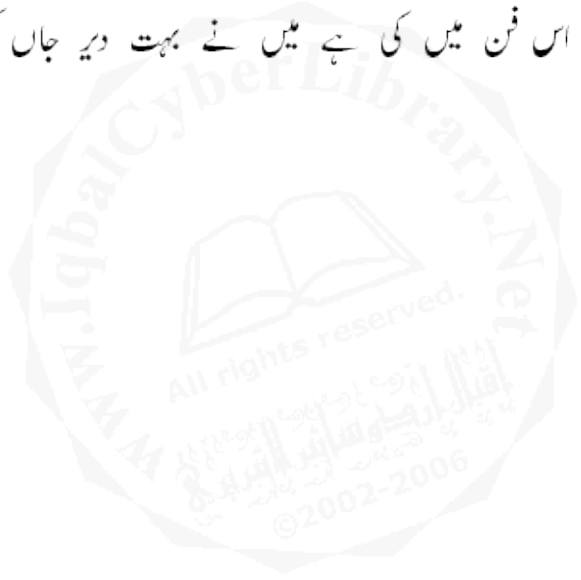 اس فن میں کی ہے میں نے بہت دیر جاں
www.IqbalCyberLibrary.Net
All rights reserved.
©2002-2006